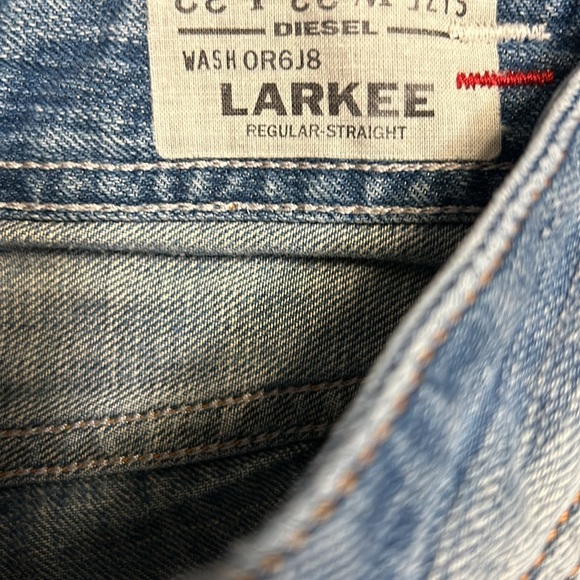 DIESEL
WASH OR6J8
LARKEE
REGULAR-STRAIGHT